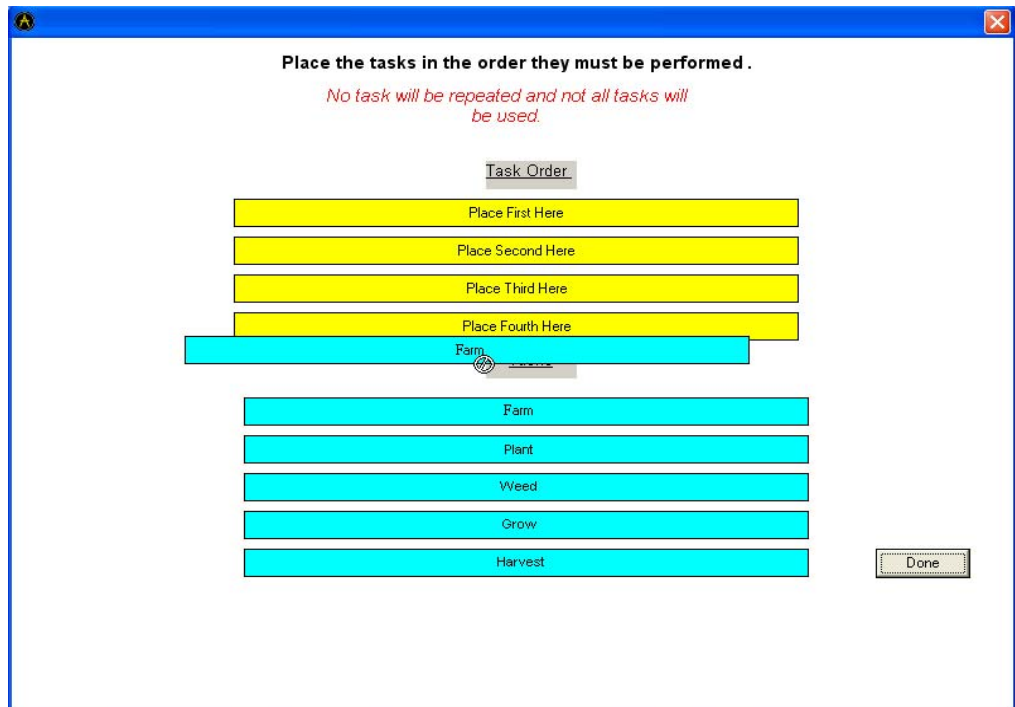 Place the tasks in the order they must be performed .
No task will be repeated and not all tasks will
be used.
Task Order
Place First Here
Place Second Here
Place Third Here
Place Fourth Here
Farm
Farm
Plant
Weed
Grow
Harvest
Done